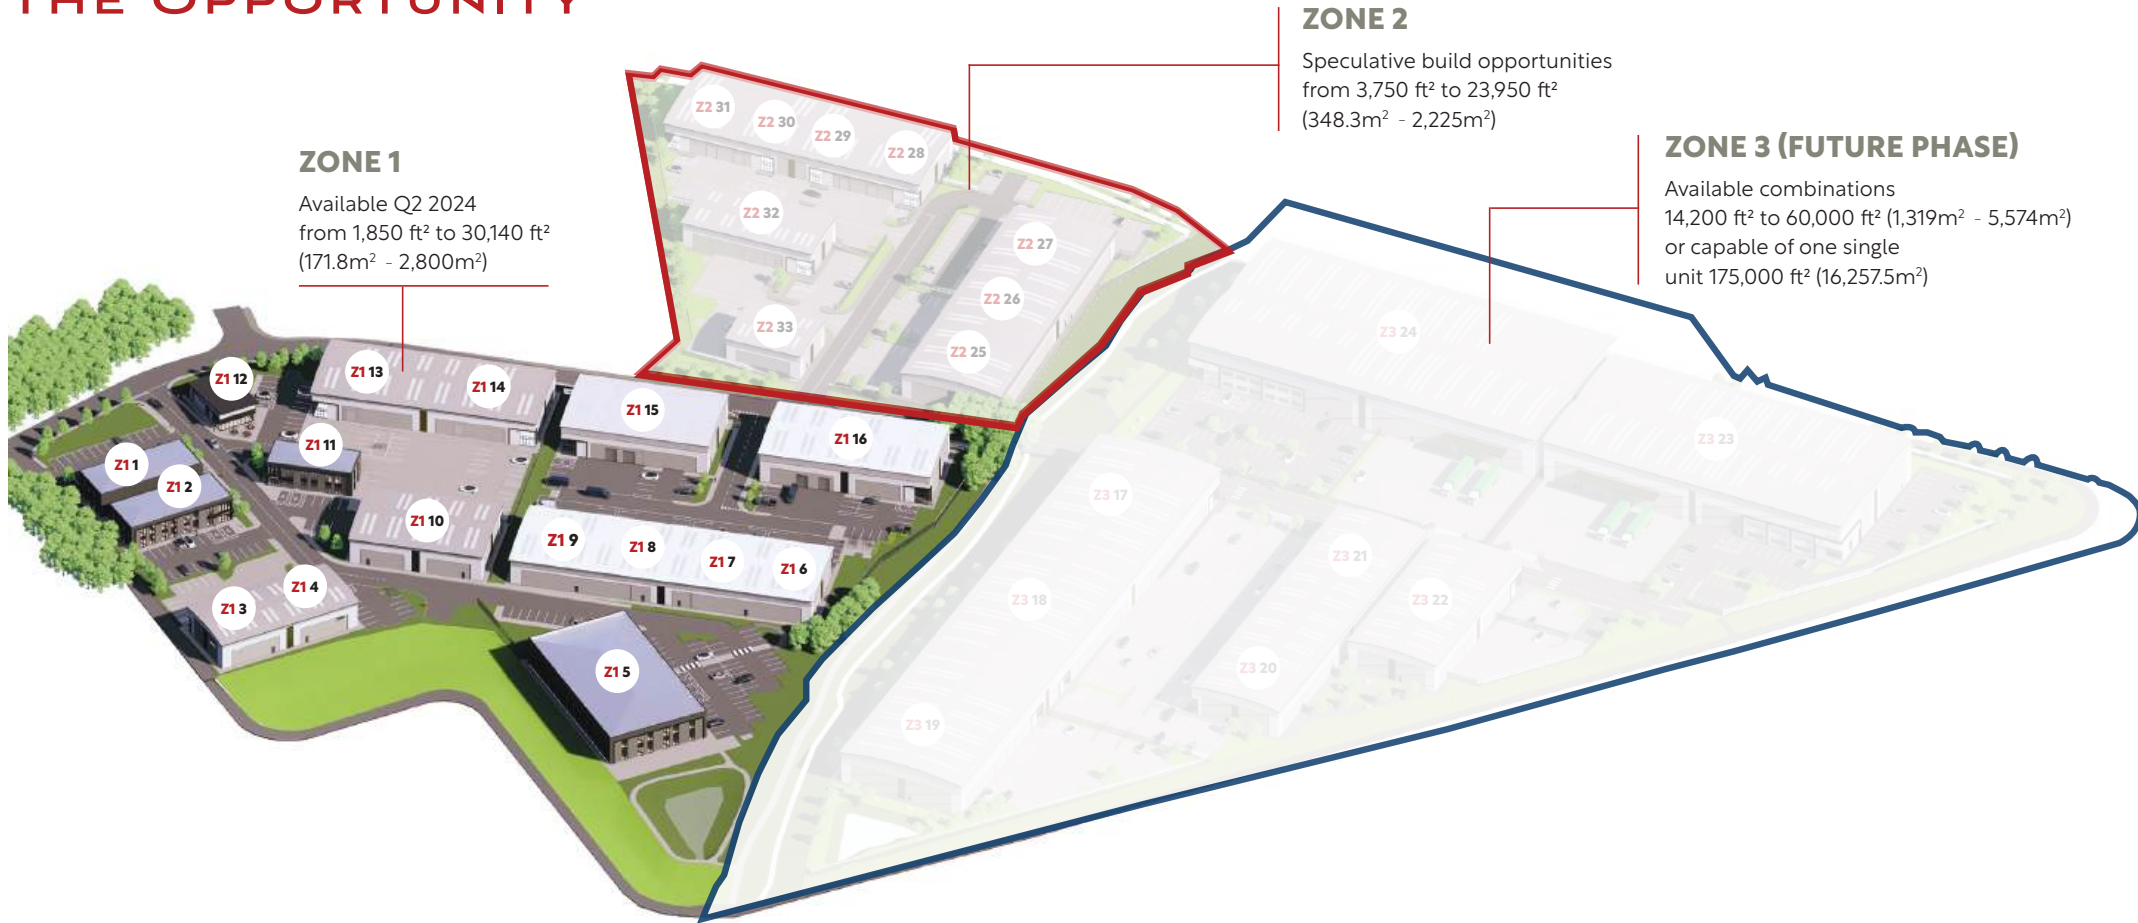 THE OPPORTUNITY
ZONE 2
Speculative build opportunities
from 3,750 ft² to 23,950 ft²
(348.3m² - 2,225m²)
ZONE 3 (FUTURE PHASE)
Available combinations
14,200 ft² to 60,000 ft² (1,319m² - 5,574m²)
or capable of one single
unit 175,000 ft² (16,257.5m²)
ZONE 1
Available Q2 2024
from 1,850 ft² to 30,140 ft²
(171.8m² - 2,800m²)
Z2 31
Z2 30
Z2 29
Z2 28
Z2 32
Z2 27
Z2 26
Z2 33
Z2 25
Z3 24
Z3 23
Z1 12
Z1 13
Z1 14
Z1 15
Z1 16
Z1 11
Z1 1
Z1 2
Z1 10
Z1 9
Z1 8
Z1 7
Z1 6
Z1 4
Z1 3
Z1 5
Z3 17
Z3 18
Z3 19
Z3 21
Z3 22
Z3 20